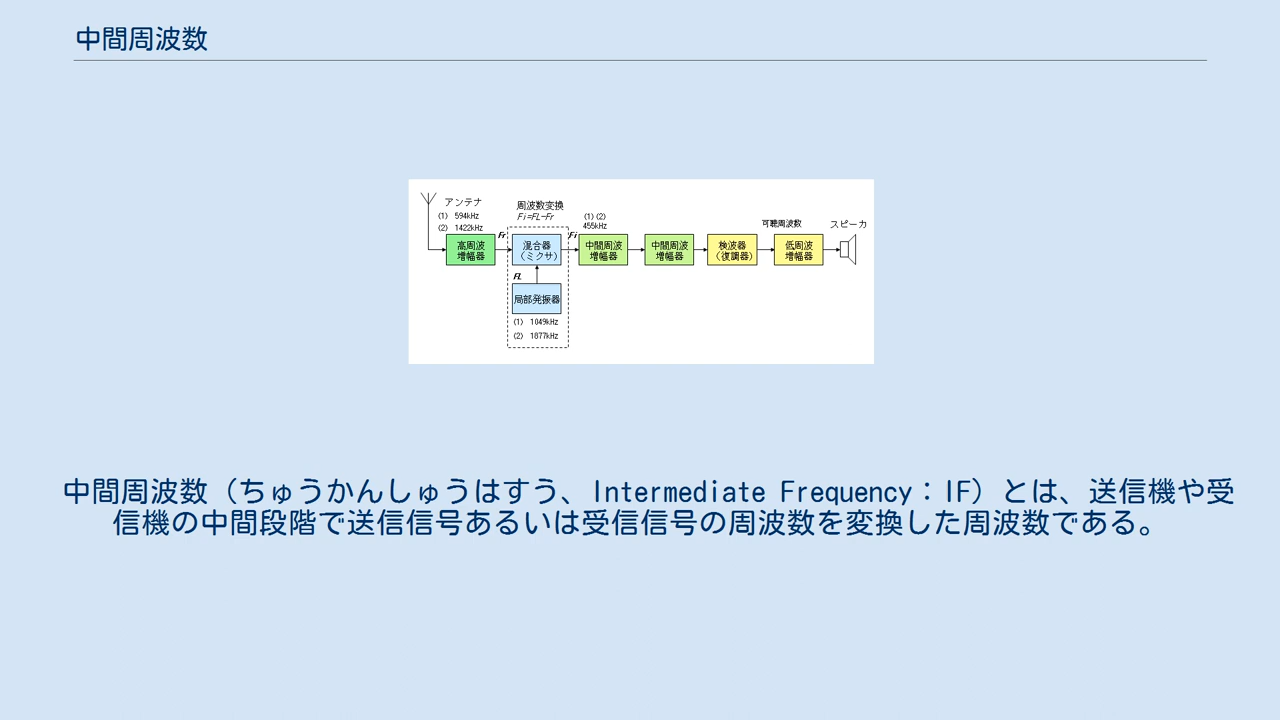 中間周波数
アンテナ
(1) 594kHz
(2) 1422kHz
周波数変換
Fi=FL-Fr
(1)(2)
455kHz
可聴周波数
スピーカ
Fr
Fi
高周波
増幅器
混合器
(ミクサ)
中間周波
増幅器
中間周波
増幅器
検波器
(復調器)
低周波
増幅器
FL
局部発振器
(1) 1049kHz
(2) 1877kHz
中間周波数（ちゅうかんしゅうはすう、Intermediate Frequency：IF）とは、送信機や受
信機の中間段階で送信信号あるいは受信信号の周波数を変換した周波数である。